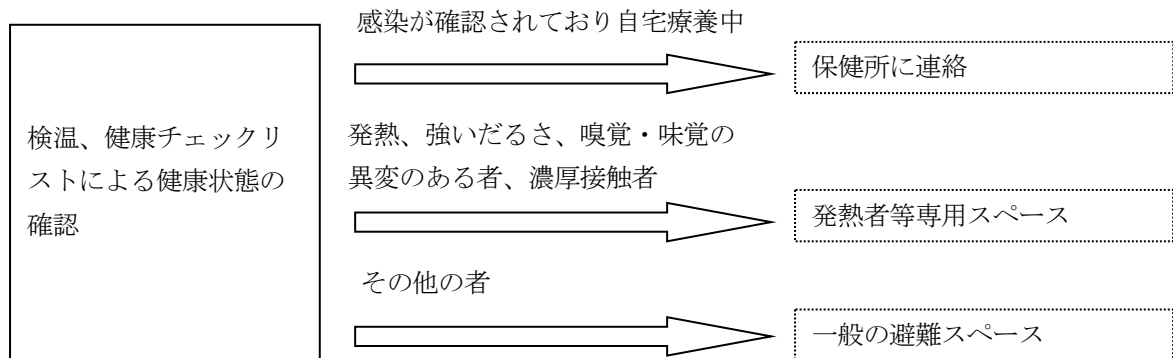 感染が確認されており自宅療養中
保健所に連絡
検温、健康チェックリ
ストによる健康状態の
確認
発熱、強いだるさ、嗅覚・味覚の
異変のある者、濃厚接触者
発熱者等専用スペース
その他の者
一般の避難スペース